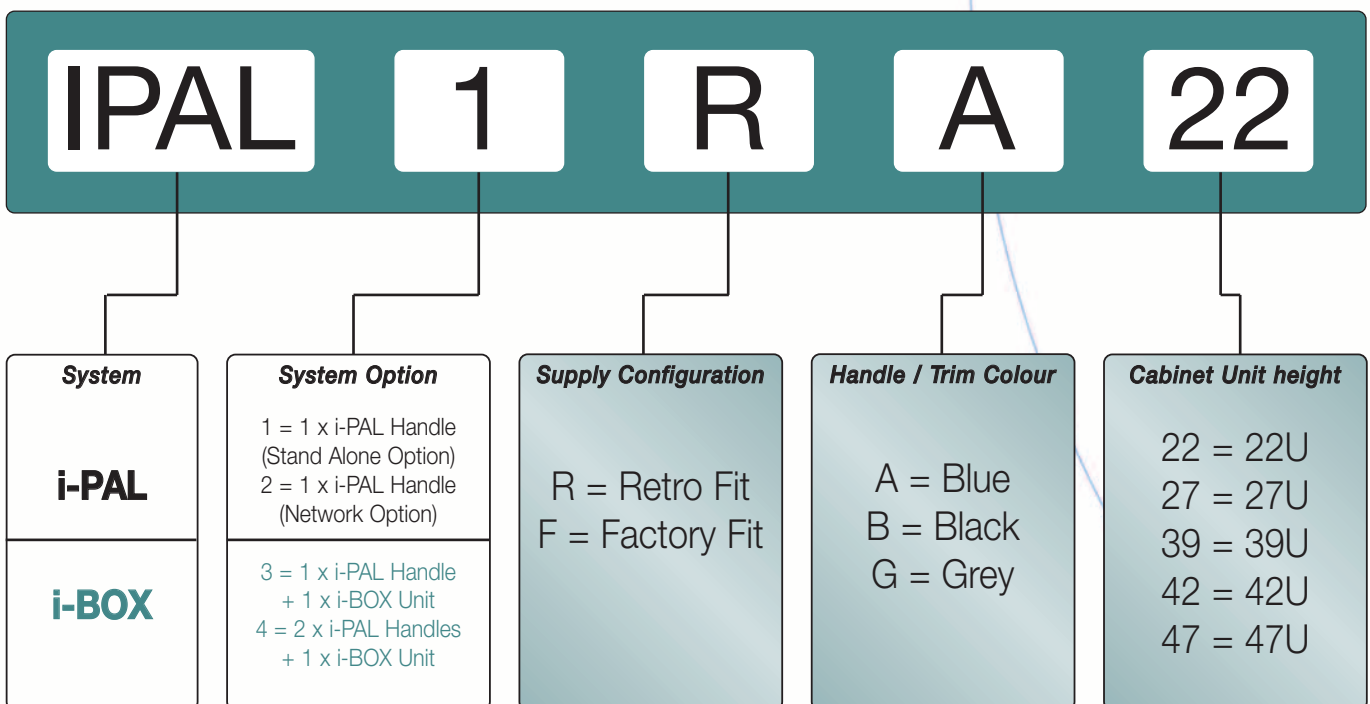 IPAL 1 R A 22
System
i-PAL
i-BOX
System Option
1 = 1 x i-PAL Handle
(Stand Alone Option)
2 = 1 x i-PAL Handle
(Network Option)
3 = 1 x i-PAL Handle
+ 1 x i-BOX Unit
4 = 2 x i-PAL Handles
+ 1 x i-BOX Unit
Supply Configuration
R = Retro Fit
F = Factory Fit
Handle / Trim Colour
A = Blue
B = Black
G = Grey
Cabinet Unit height
22 = 22U
27 = 27U
39 = 39U
42 = 42U
47 = 47U